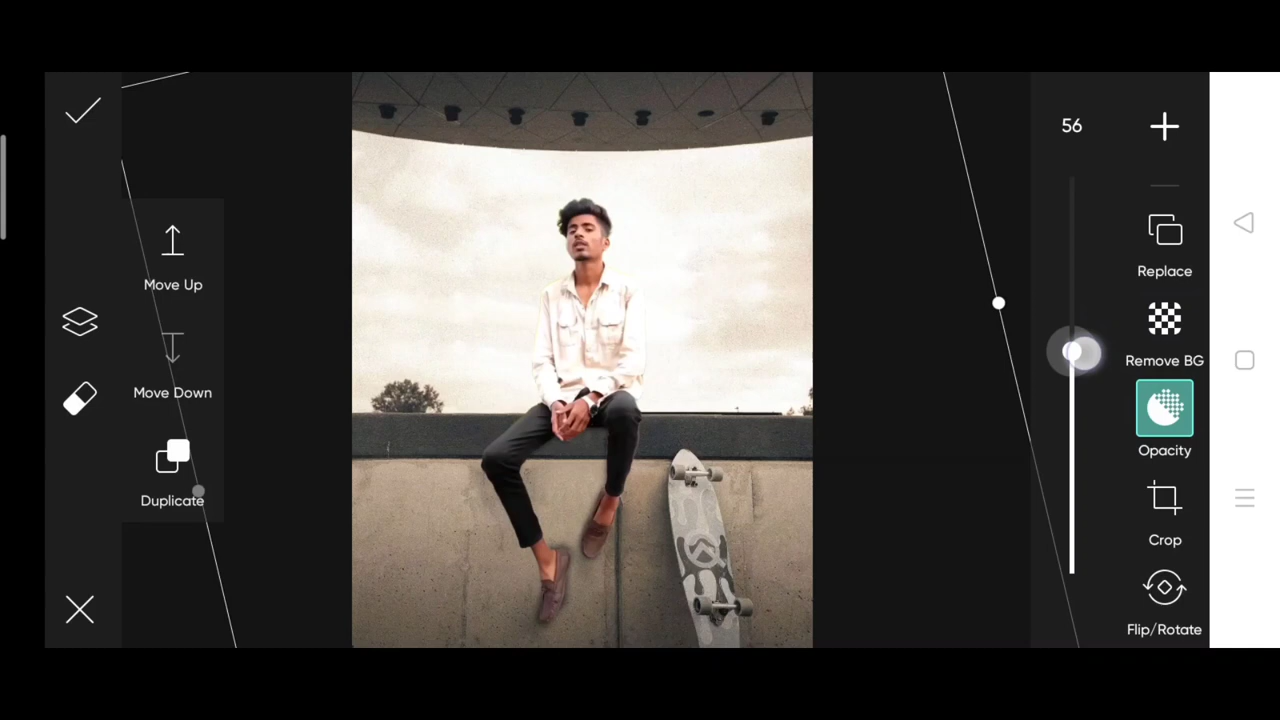 Move Up
Move Down
Duplicate
56
Replace
Remove BG
Opacity
Crop
Flip/Rotate